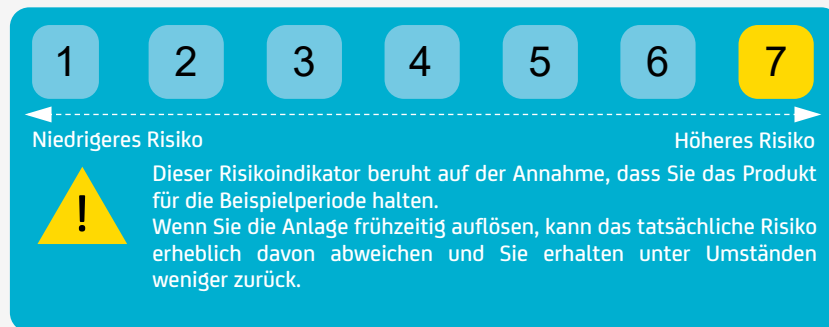 1 2 3 4 5 6 7
Niedrigeres Risiko Höheres Risiko
!
Dieser Risikoindikator beruht auf der Annahme, dass Sie das Produkt
für die Beispielperiode halten.
Wenn Sie die Anlage frühzeitig auflösen, kann das tatsächliche Risiko
erheblich davon abweichen und Sie erhalten unter Umständen
weniger zurück.